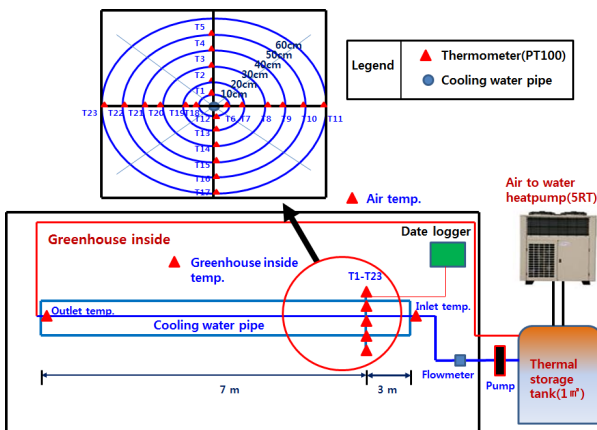 T5
T4
T3
T2
T1
60cm
50cm
40cm
30cm
20cm
10cm
T23 T22 T21 T20 T19 T18
T6 T7 T8 T9 T10 T11
T12
T13
T14
T15
T16
T17
Legend
Thermometer(PT100)
Cooling water pipe
Air temp.
Air to water
heatpump(5RT)
Greenhouse inside
Date logger
Greenhouse inside
temp.
T1-T23
Outlet temp.
Inlet temp.
Cooling water pipe
Flowmeter
Pump
Thermal
storage
tank(1㎥)
7 m
3 m